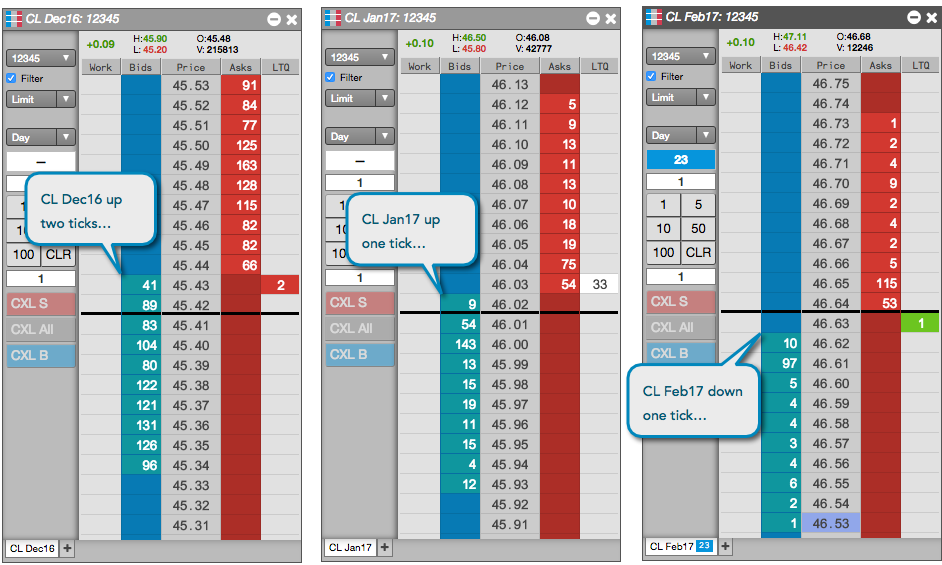 CL Dec16: 12345
+0.09 H:45.90 O:45.48
L: 45.20 V: 215813
12345
Filter
Limit
Day
–
1
CL Dec16 up
two ticks...
100 CLR
1
CXL S
CXL All
CXL B
Work Bids Price Asks LTQ
45.53 91
45.52 84
45.51 77
45.50 125
45.49 163
45.48 128
45.47 115
45.46 82
45.45 82
45.44 66
41 45.43 2
89 45.42
83 45.41
104 45.40
80 45.39
122 45.38
121 45.37
131 45.36
126 45.35
96 45.34
45.33
45.32
45.31
CL Dec16 +
CL Jan17: 12345
+0.10 H:46.50 O:46.08
L: 45.80 V: 42777
12345
Filter
Limit
Day
–
1
CL Jan17 up
one tick...
100 CLR
1
CXL S
CXL All
CXL B
Work Bids Price Asks LTQ
46.13
46.12 5
46.11 9
46.10 13
46.09 11
46.08 13
46.07 10
46.06 18
46.05 19
46.04 75
46.03 54 33
9 46.02
54 46.01
143 46.00
13 45.99
15 45.98
19 45.97
11 45.96
15 45.95
4 45.94
12 45.93
45.92
45.91
CL Jan17 +
CL Feb17: 12345
+0.10 H:47.11 O:46.68
L: 46.42 V: 12246
12345
Filter
Limit
Day
23
1
1 5
10 50
100 CLR
1
CXL S
CXL All
CXL B
CL Feb17 down
one tick...
Work Bids Price Asks LTQ
46.75
46.74
46.73 1
46.72 2
46.71 4
46.70 9
46.69 2
46.68 4
46.67 2
46.66 5
46.65 115
46.64 53
46.63 1
10 46.62
97 46.61
5 46.60
4 46.59
4 46.58
3 46.57
4 46.56
6 46.55
2 46.54
1 46.53
CL Feb17 23 +